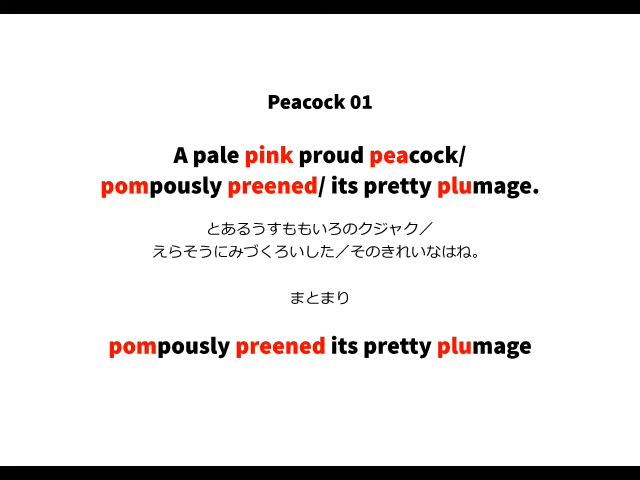 Peacock 01
A pale pink proud peacock/
pompously preened/ its pretty plumage.
とあるうすももいろのクジャク／
えらそうにみづくろいした／そのきれいなはね。
まとまり
pompously preened its pretty plumage